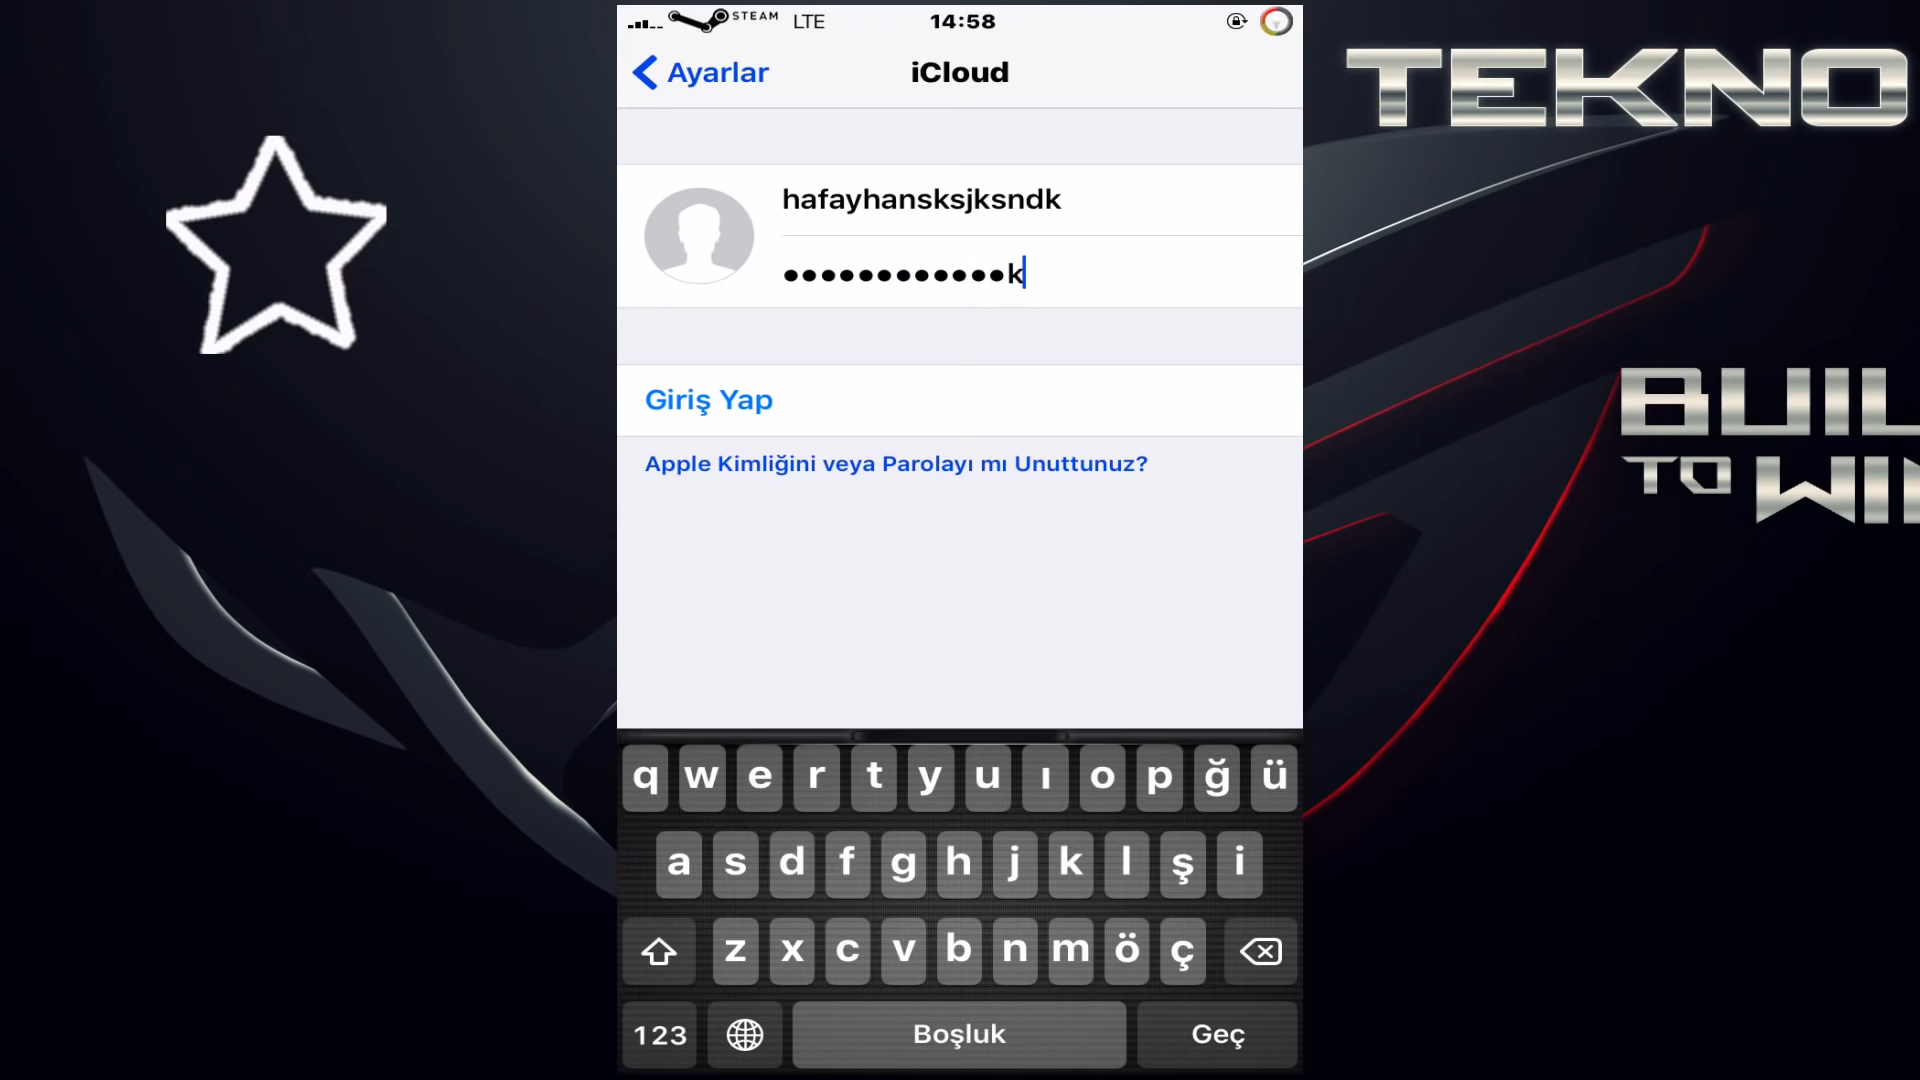 STEAM LTE 14:58
Ayarlar iCloud
hafayhansksjksndk
••••••••••••k
Giriş Yap
Apple Kimliğini veya Parolayı mı Unuttunuz?
q w e r t y u ı o p ğ ü
a s d f g h j k l ş i
z x c v b n m ö ç
123 Boşluk Geç
TEKNO
BUIL
TO WIN